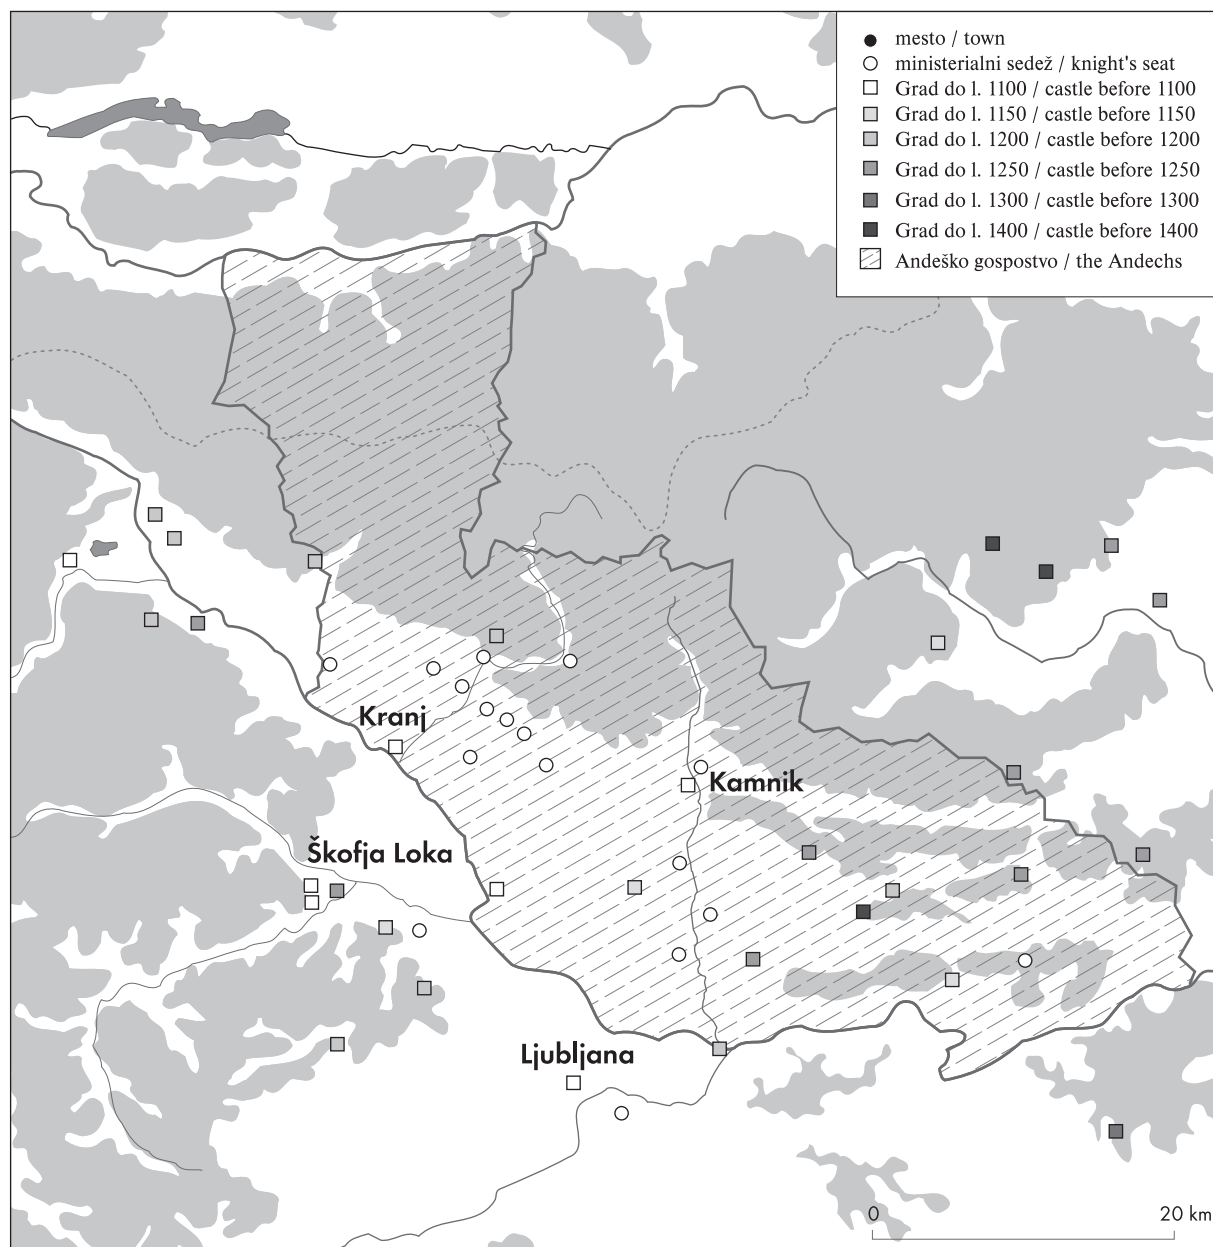 mesto / town
ministerialni sedež / knight's seat
Grad do l. 1100 / castle before 1100
Grad do l. 1150 / castle before 1150
Grad do l. 1200 / castle before 1200
Grad do l. 1250 / castle before 1250
Grad do l. 1300 / castle before 1300
Grad do l. 1400 / castle before 1400
Andeško gospostvo / the Andechs
Kranj
Kamnik
Škofja Loka
Ljubljana
0 20 km